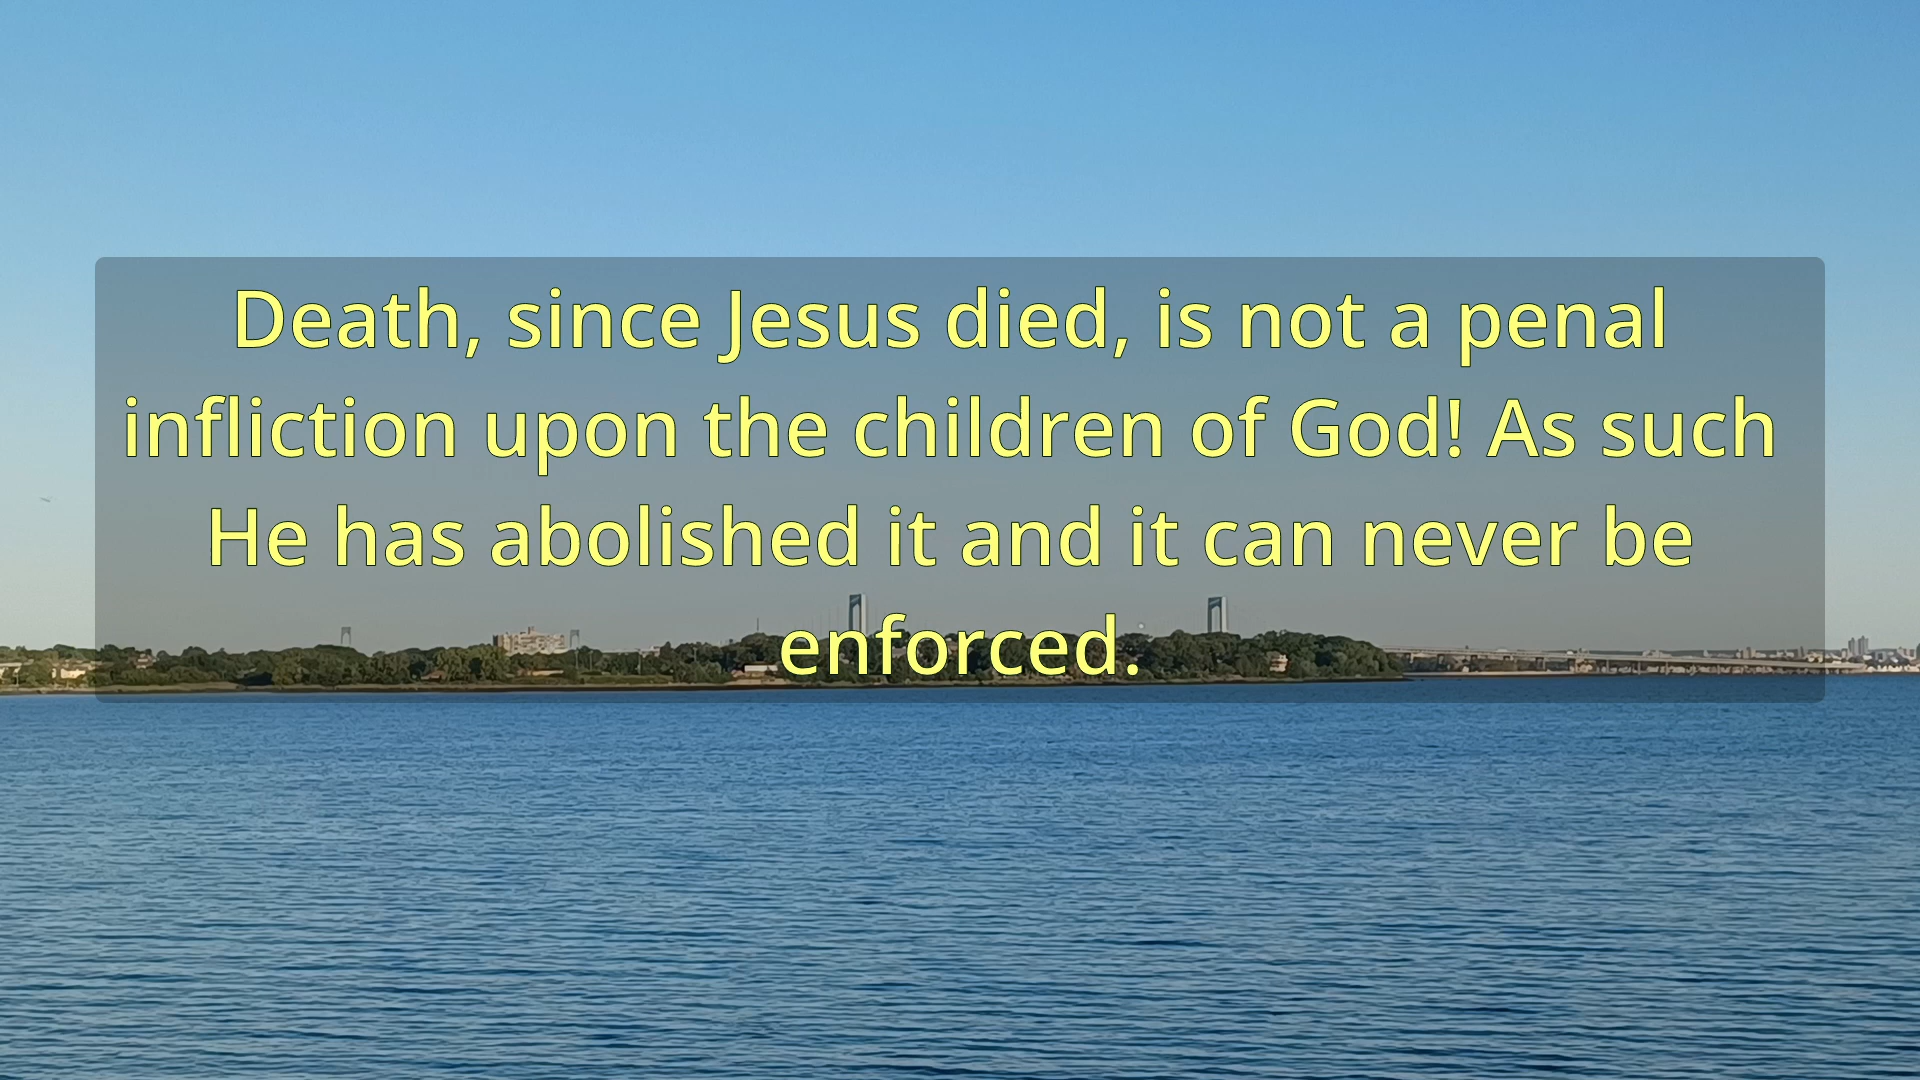 Death, since Jesus died, is not a penal
infliction upon the children of God! As such
He has abolished it and it can never be
enforced.